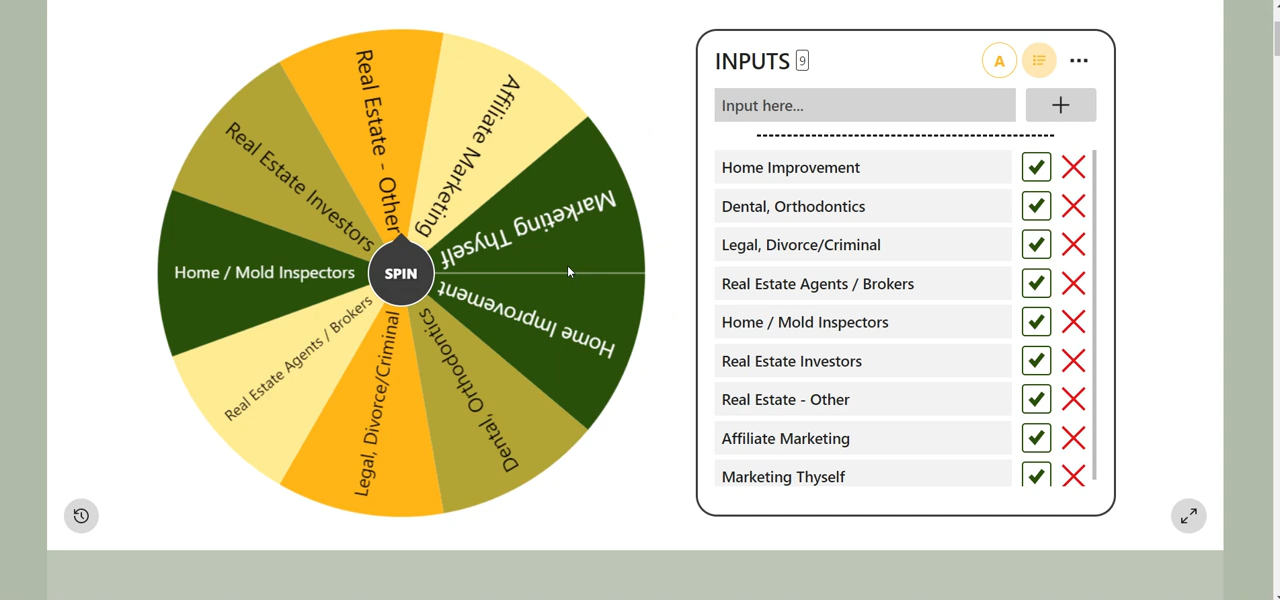 Real Estate - Other
Affiliate Marketing
Marketing Thyself
Home Improvement
Dental, Orthodontics
Legal, Divorce/Criminal
Real Estate Agents / Brokers
Home / Mold Inspectors
Real Estate Investors
SPIN
INPUTS 9
A
Input here...
Home Improvement
Dental, Orthodontics
Legal, Divorce/Criminal
Real Estate Agents / Brokers
Home / Mold Inspectors
Real Estate Investors
Real Estate - Other
Affiliate Marketing
Marketing Thyself